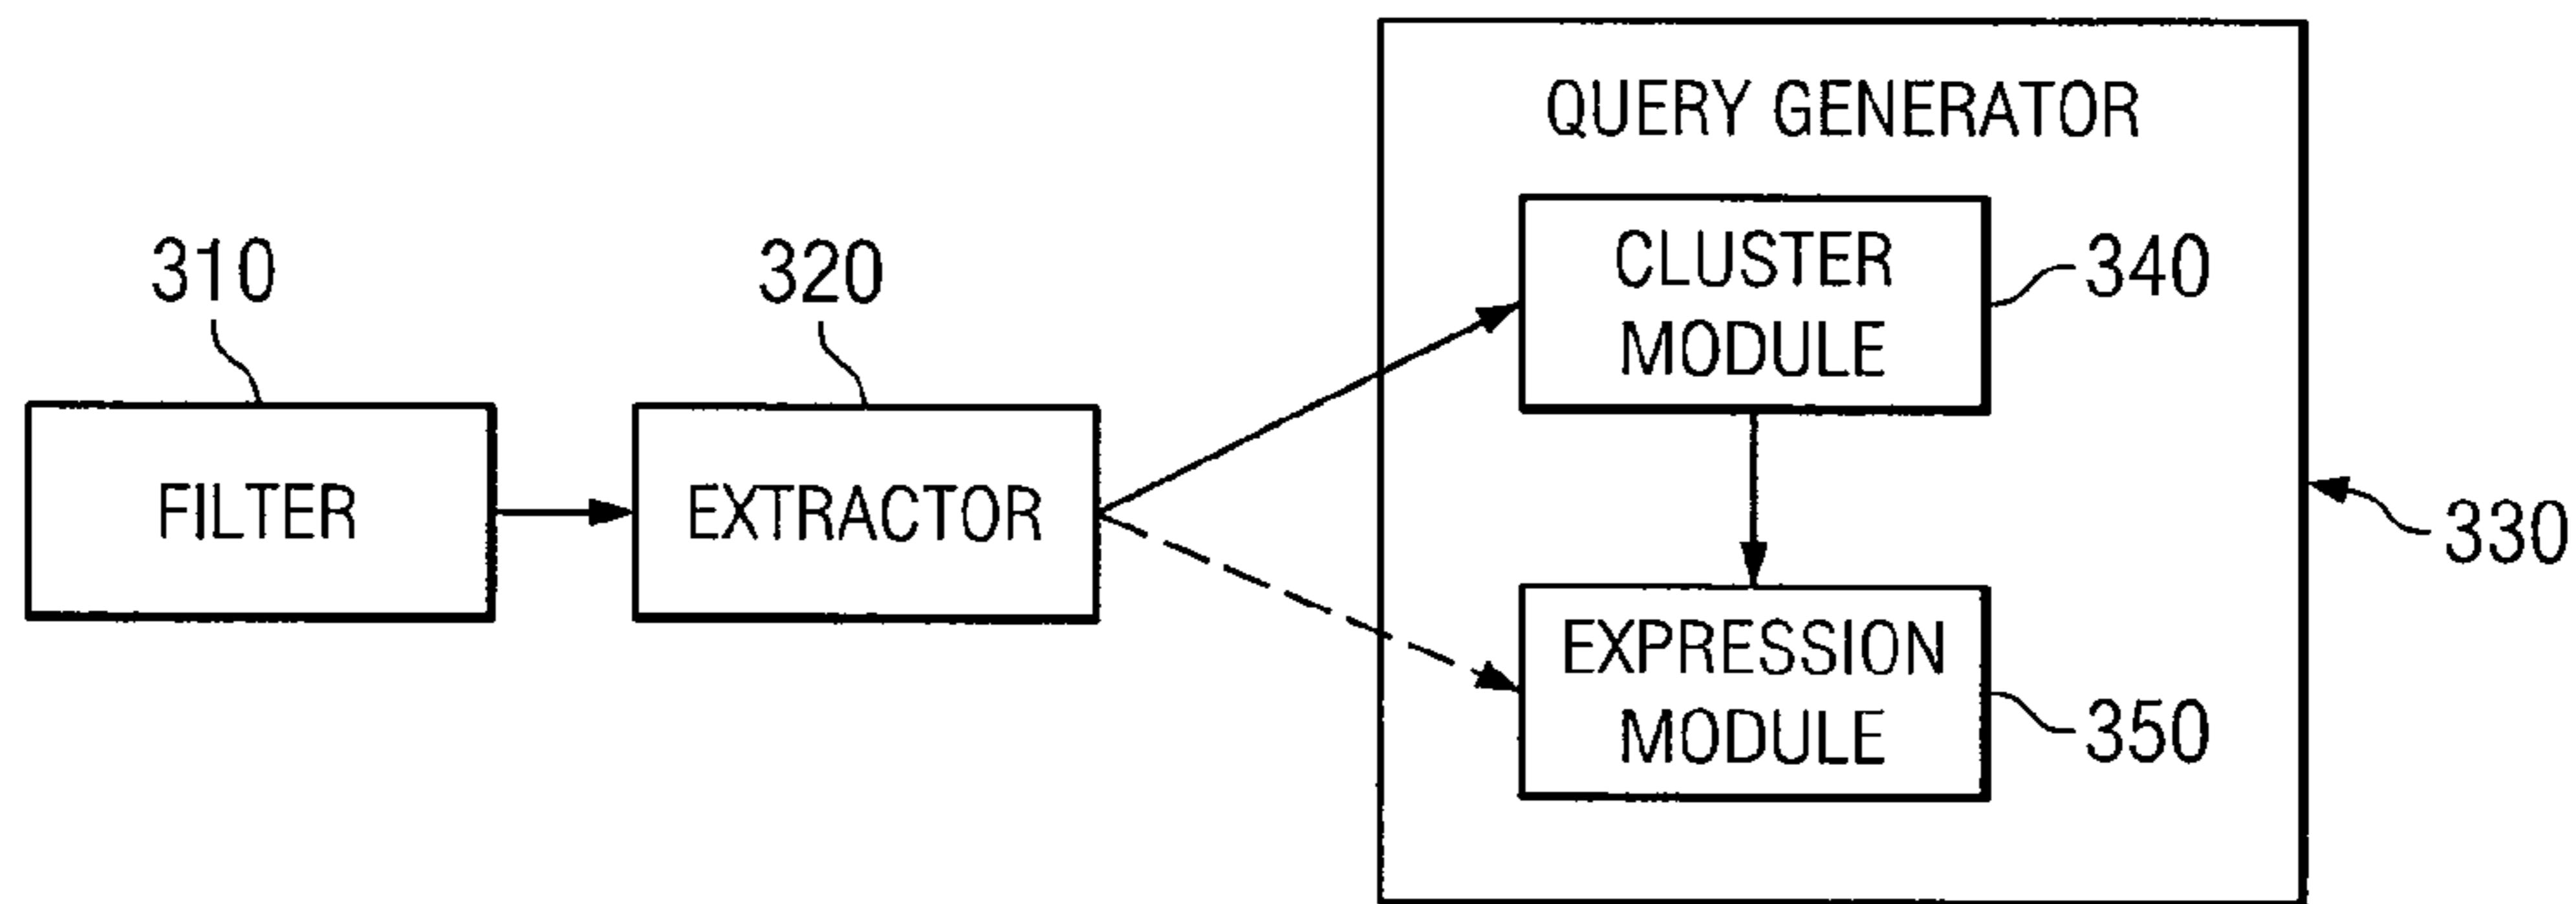 QUERY GENERATOR
310
320
CLUSTER
MODULE
340
FILTER
EXTRACTOR
330
EXPRESSION
MODULE
350